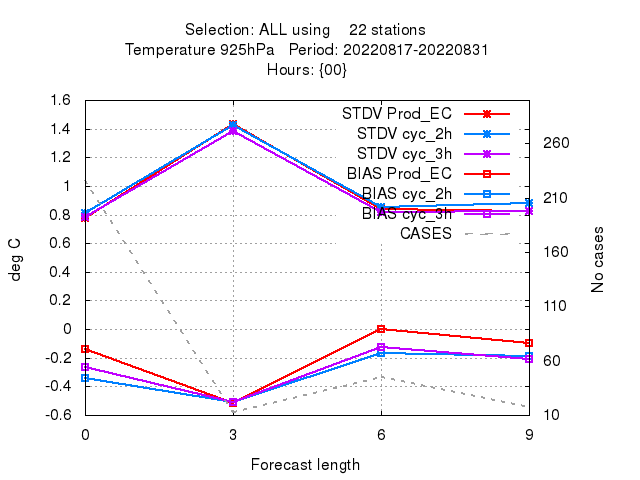 Selection: ALL using 22 stations
Temperature 925hPa Period: 20220817-20220831
Hours: {00}
STDV Prod_EC
STDV cyc_2h
STDV cyc_3h
BIAS Prod_EC
BIAS cyc_2h
BIAS cyc_3h
CASES
1.6
1.4
1.2
1
0.8
0.6
0.4
0.2
0
-0.2
-0.4
-0.6
deg C
260
210
160
110
60
10
No cases
0 3 6 9
Forecast length